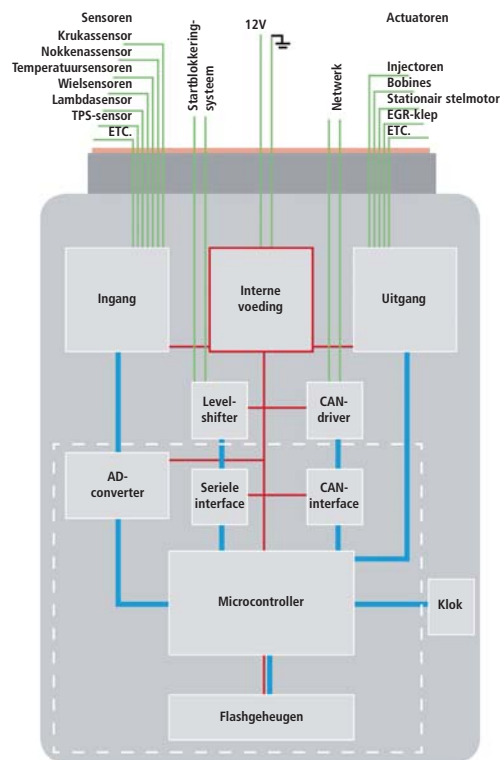 Sensoren
Krukassensor
Nokkenassensor
Temperatuursensoren
Wielsensoren
Lambdasensor
TPS-sensor
ETC.
Startblokkering-
systeem
12V
Netwerk
Actuatoren
Injectoren
Bobines
Stationair stelmotor
EGR-klep
ETC.
Ingang
Interne
voeding
Uitgang
Level-
shifter
CAN-
driver
AD-
converter
Seriele
interface
CAN-
interface
Microcontroller
Klok
Flashgeheugen